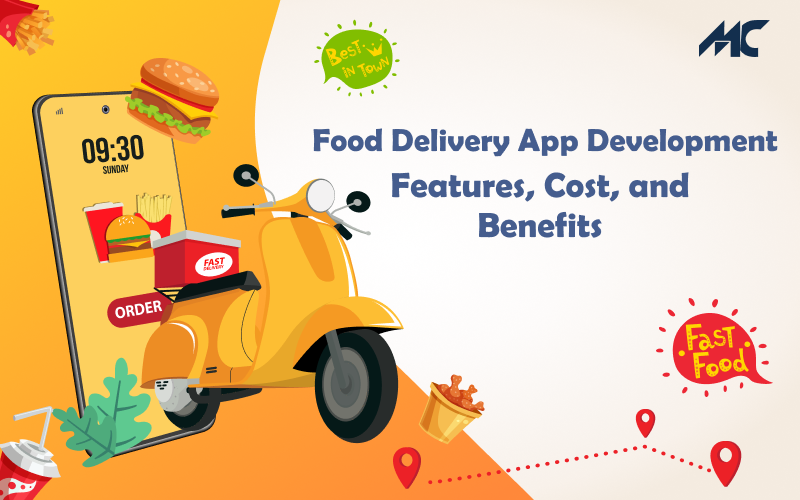 BEST
IN TOWN
MC
Food Delivery App Development
Features, Cost, and
Benefits
09:30
SUNDAY
FAST
DELIVERY
ORDER
FAST
FOOD